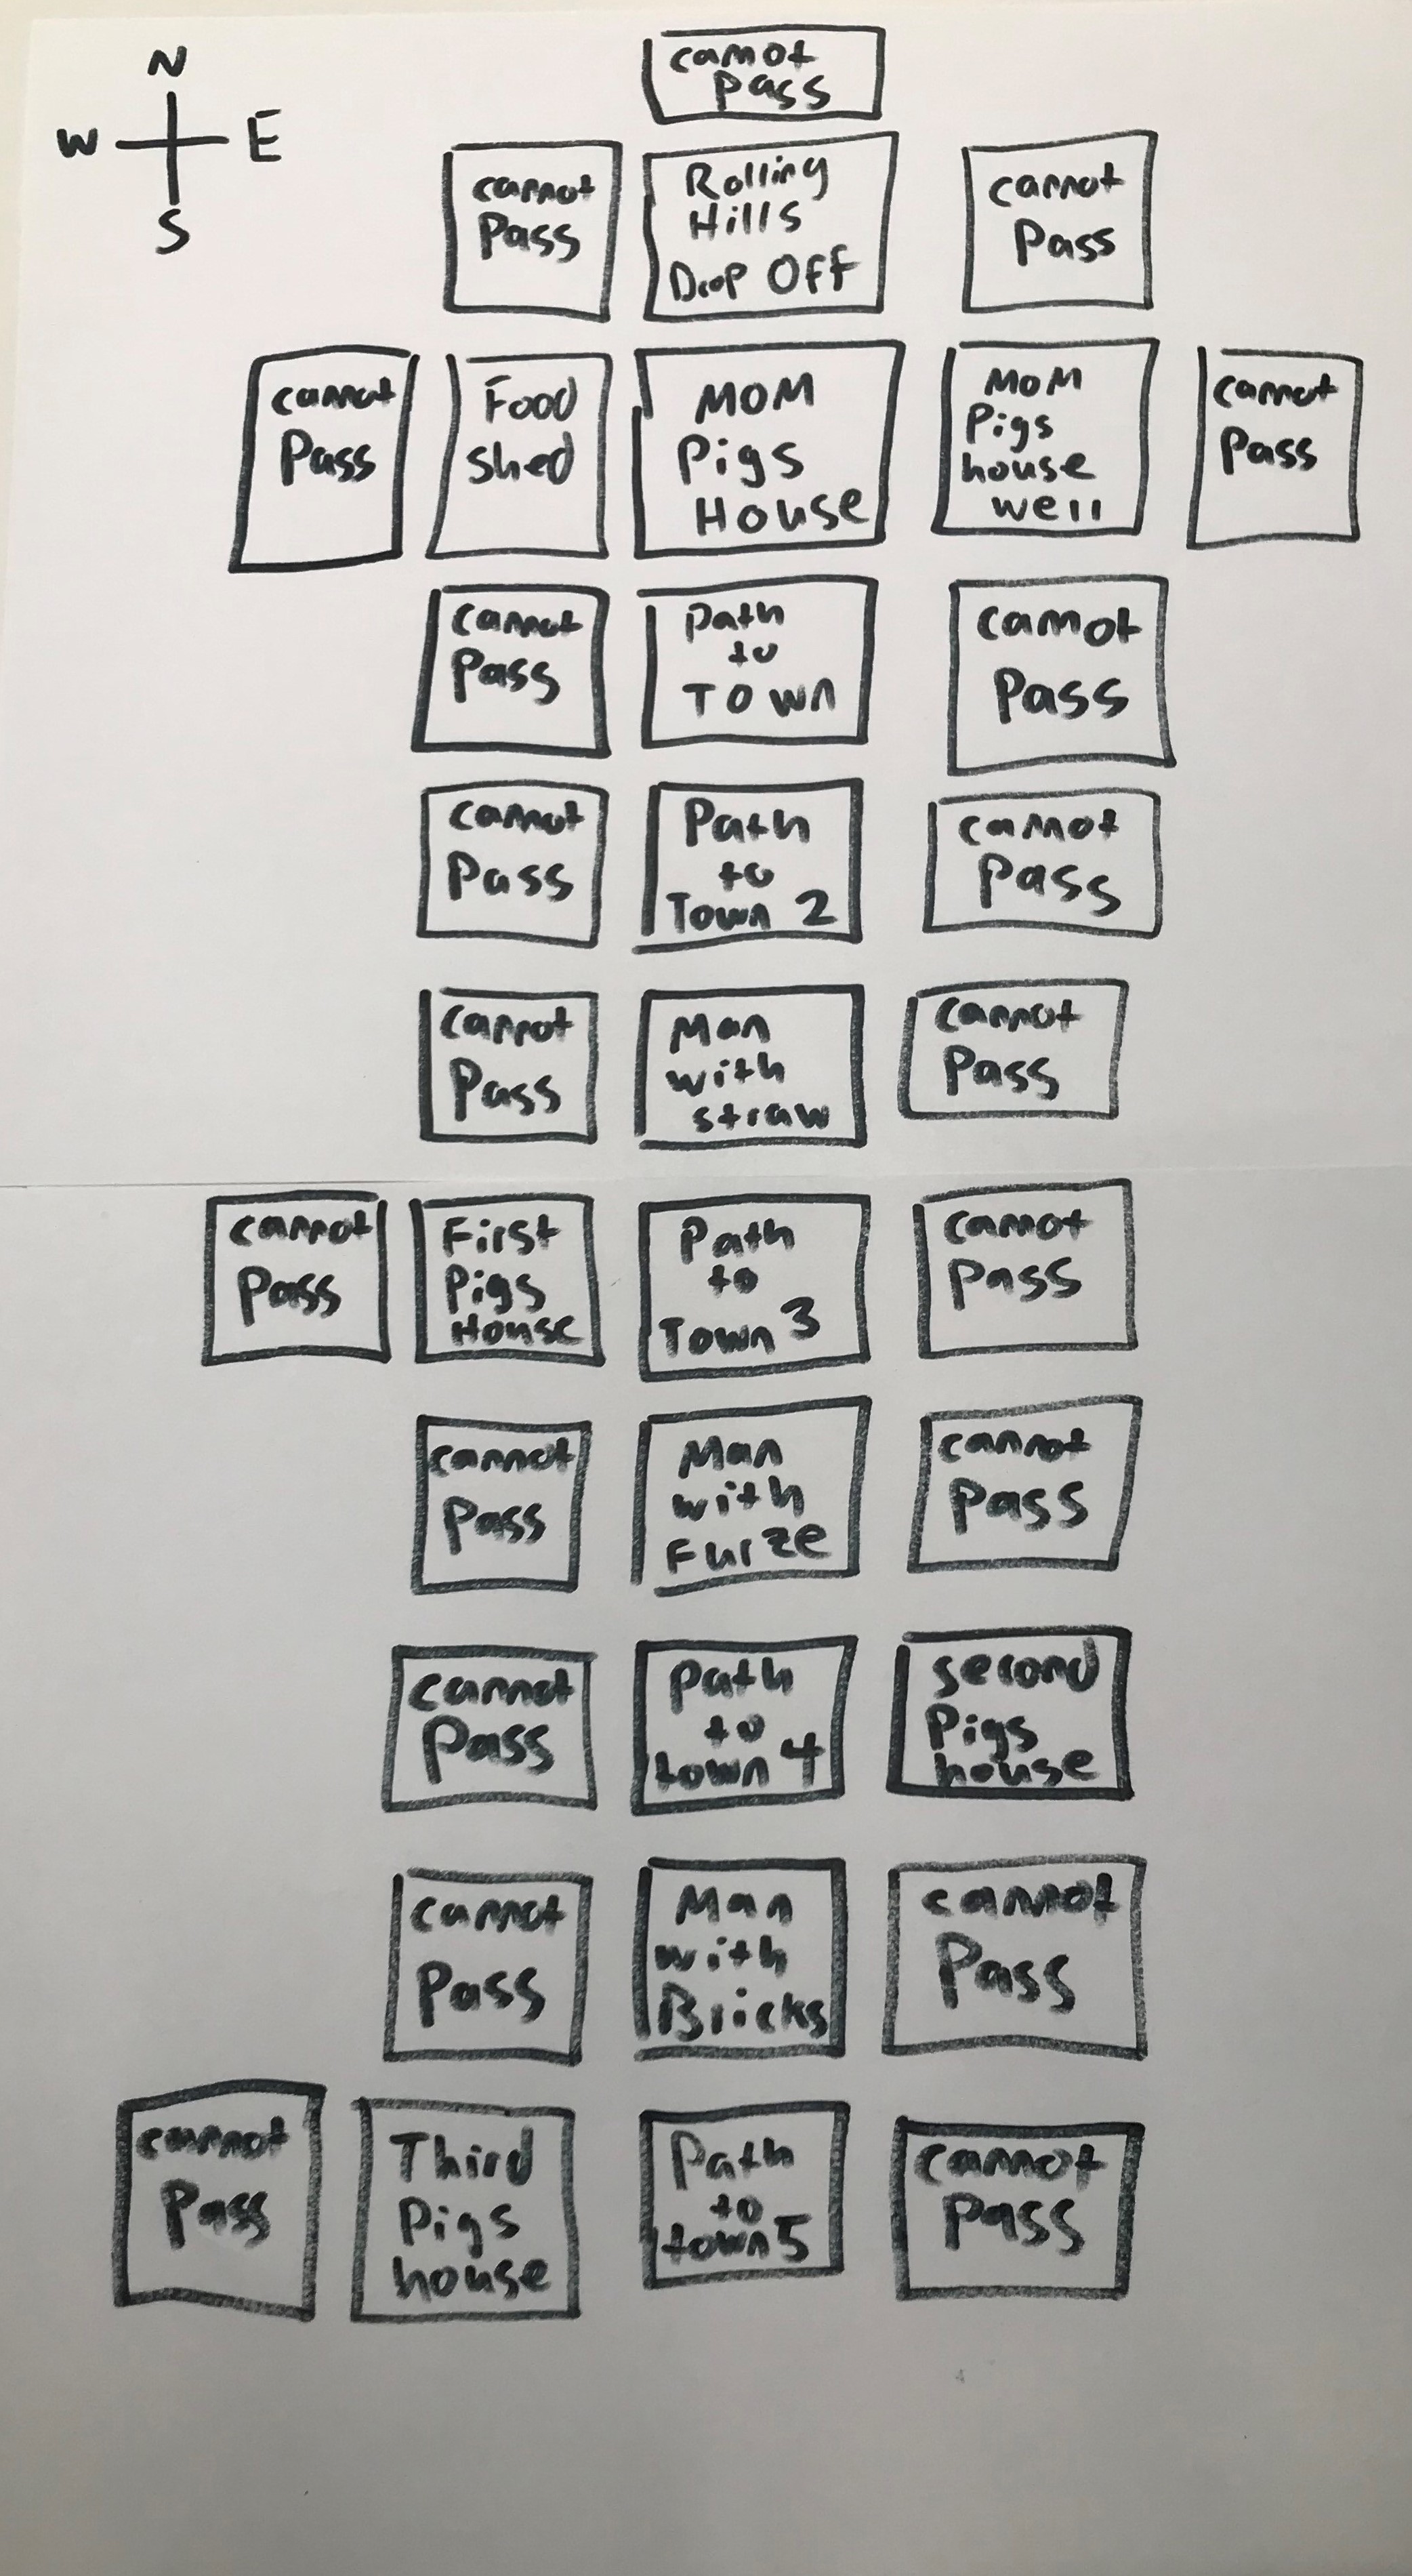 N
W E
S
cannot
Pass
cannot
Pass
Rolling
Hills
Drop Off
cannot
Pass
cannot
Pass
Food
shed
MOM
Pigs
House
MOM
Pigs
house
well
cannot
Pass
cannot
Pass
path
to
TOWN
cannot
Pass
cannot
Pass
Path
to
Town 2
cannot
Pass
cannot
Pass
Man
with
straw
cannot
Pass
cannot
Pass
First
Pigs
House
Path
to
Town 3
cannot
Pass
cannot
Pass
Man
with
Furze
cannot
Pass
cannot
Pass
Path
to
town 4
second
Pigs
house
cannot
Pass
Man
with
Bricks
cannot
Pass
cannot
Pass
Third
Pigs
house
Path
to
town 5
cannot
Pass